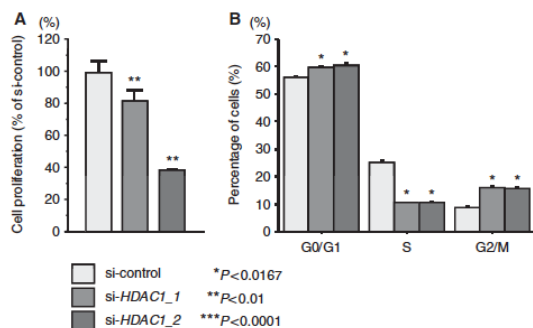 A (%)
Cell proliferation (% of si-control)
120
100
80
60
40
20
0
**
**
B (%)
Percentage of cells (%)
70
60
50
40
30
20
10
0
* *
* *
* *
G0/G1 S G2/M
si-control *P<0.0167
si-HDAC1_1 **P<0.01
si-HDAC1_2 ***P<0.0001